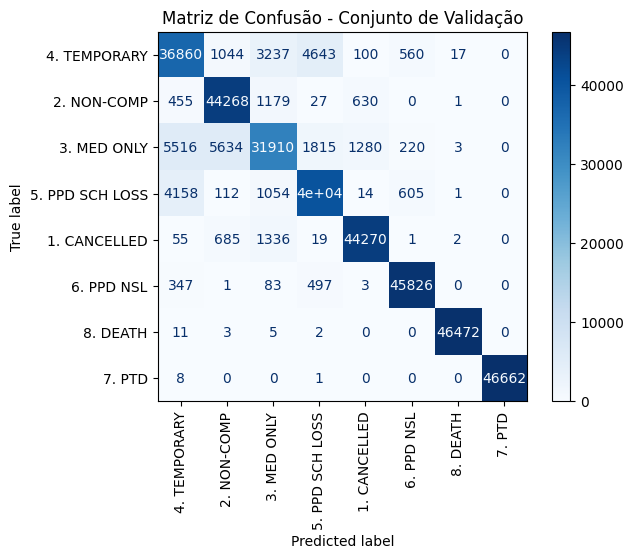 Matriz de Confusão - Conjunto de Validação
4. TEMPORARY 36860 1044 3237 4643 100 560 17 0
2. NON-COMP 455 44268 1179 27 630 0 1 0
3. MED ONLY 5516 5634 31910 1815 1280 220 3 0
5. PPD SCH LOSS 4158 112 1054 4e+04 14 605 1 0
1. CANCELLED 55 685 1336 19 44270 1 2 0
6. PPD NSL 347 1 83 497 3 45826 0 0
8. DEATH 11 3 5 2 0 0 46472 0
7. PTD 8 0 0 1 0 0 0 46662
True label
4. TEMPORARY
2. NON-COMP
3. MED ONLY
5. PPD SCH LOSS
1. CANCELLED
6. PPD NSL
8. DEATH
7. PTD
Predicted label
40000
30000
20000
10000
0